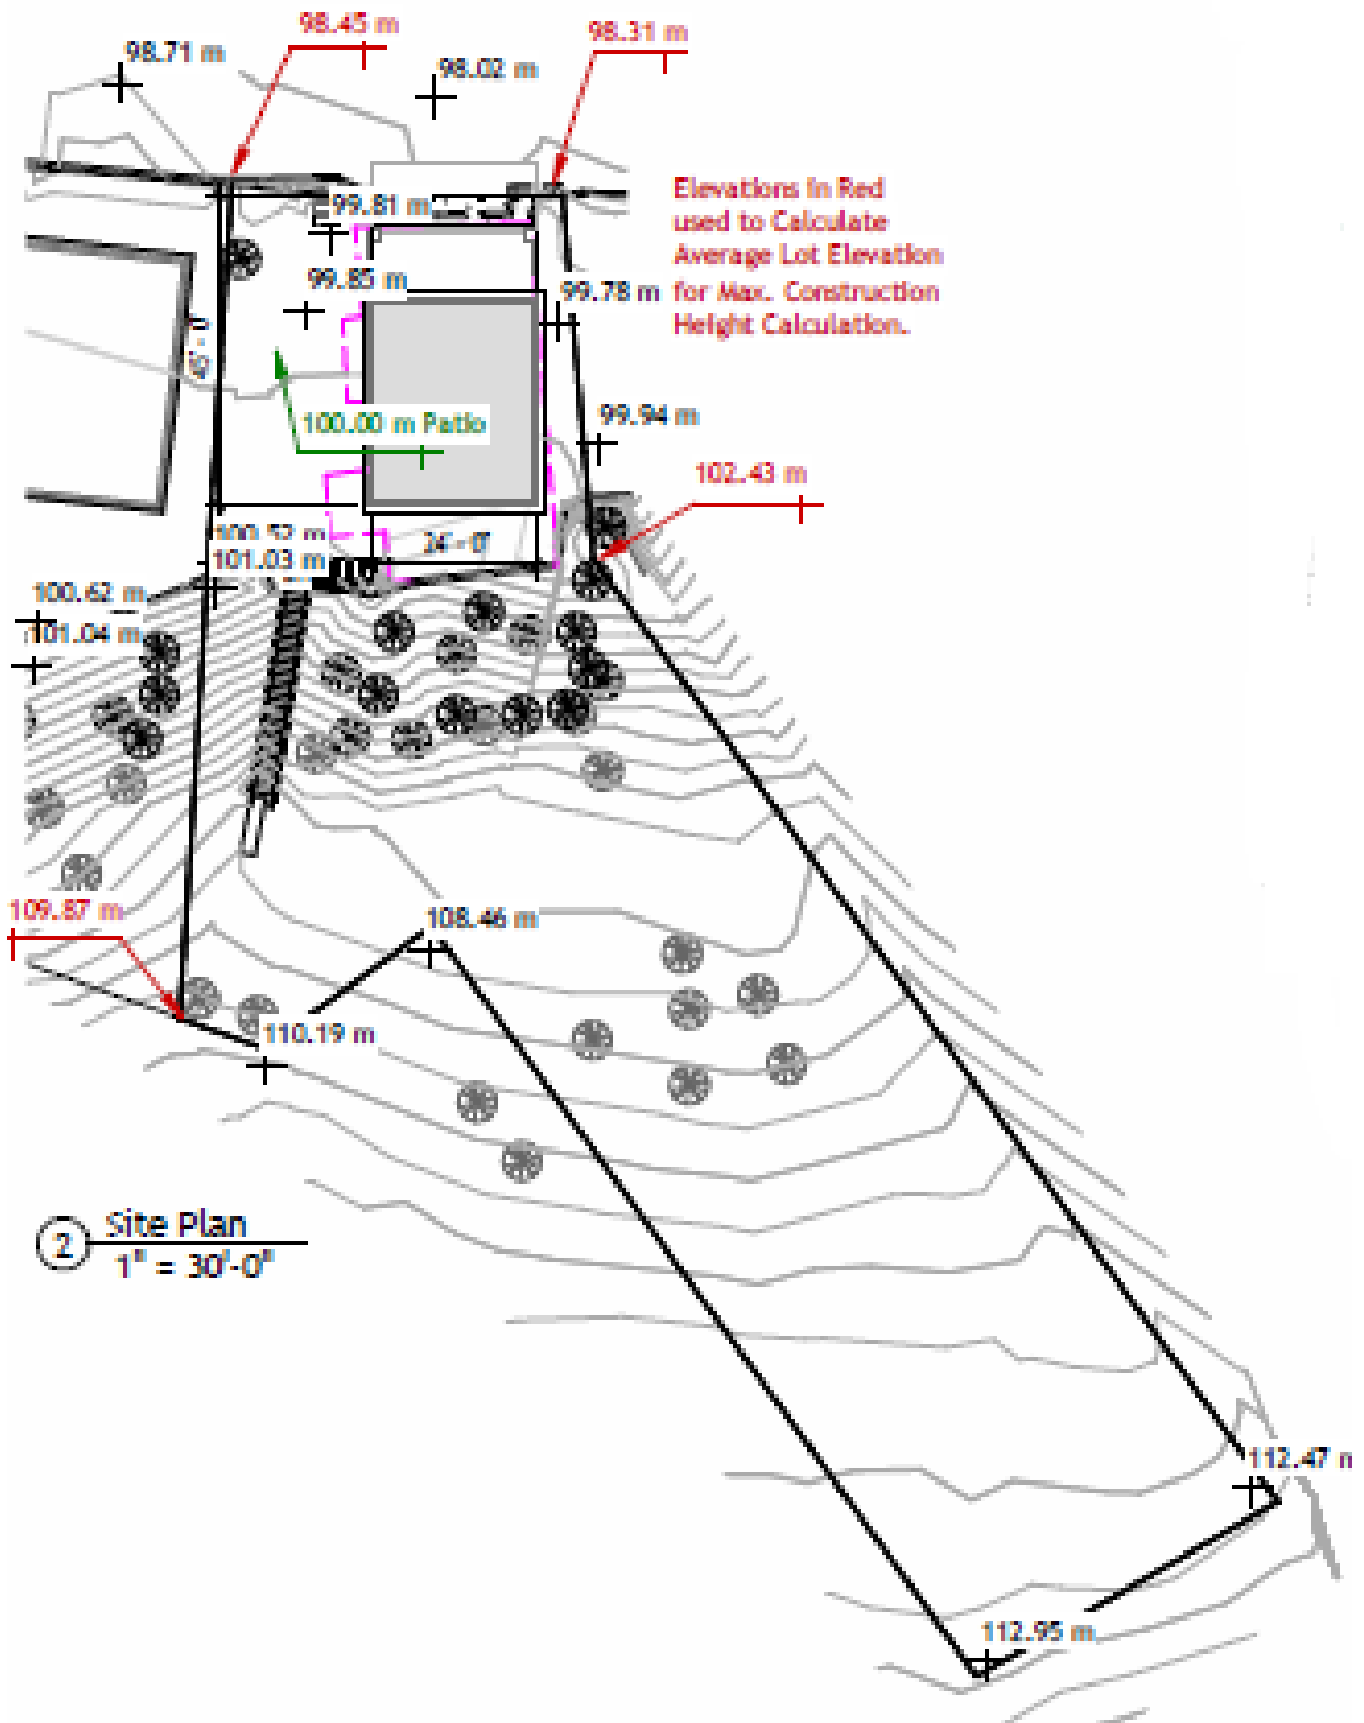 98.45 m
98.31 m
98.71 m
98.02 m
Elevations in Red
used to Calculate
Average Lot Elevation
for Max. Construction
Height Calculation.
99.81 m
99.85 m
99.78 m
100.00 m Patio
99.94 m
102.43 m
100.52 m
24' - 0"
101.03 m
100.62 m
101.04 m
109.87 m
108.46 m
110.19 m
2
Site Plan
1" = 30'-0"
112.47 m
112.95 m